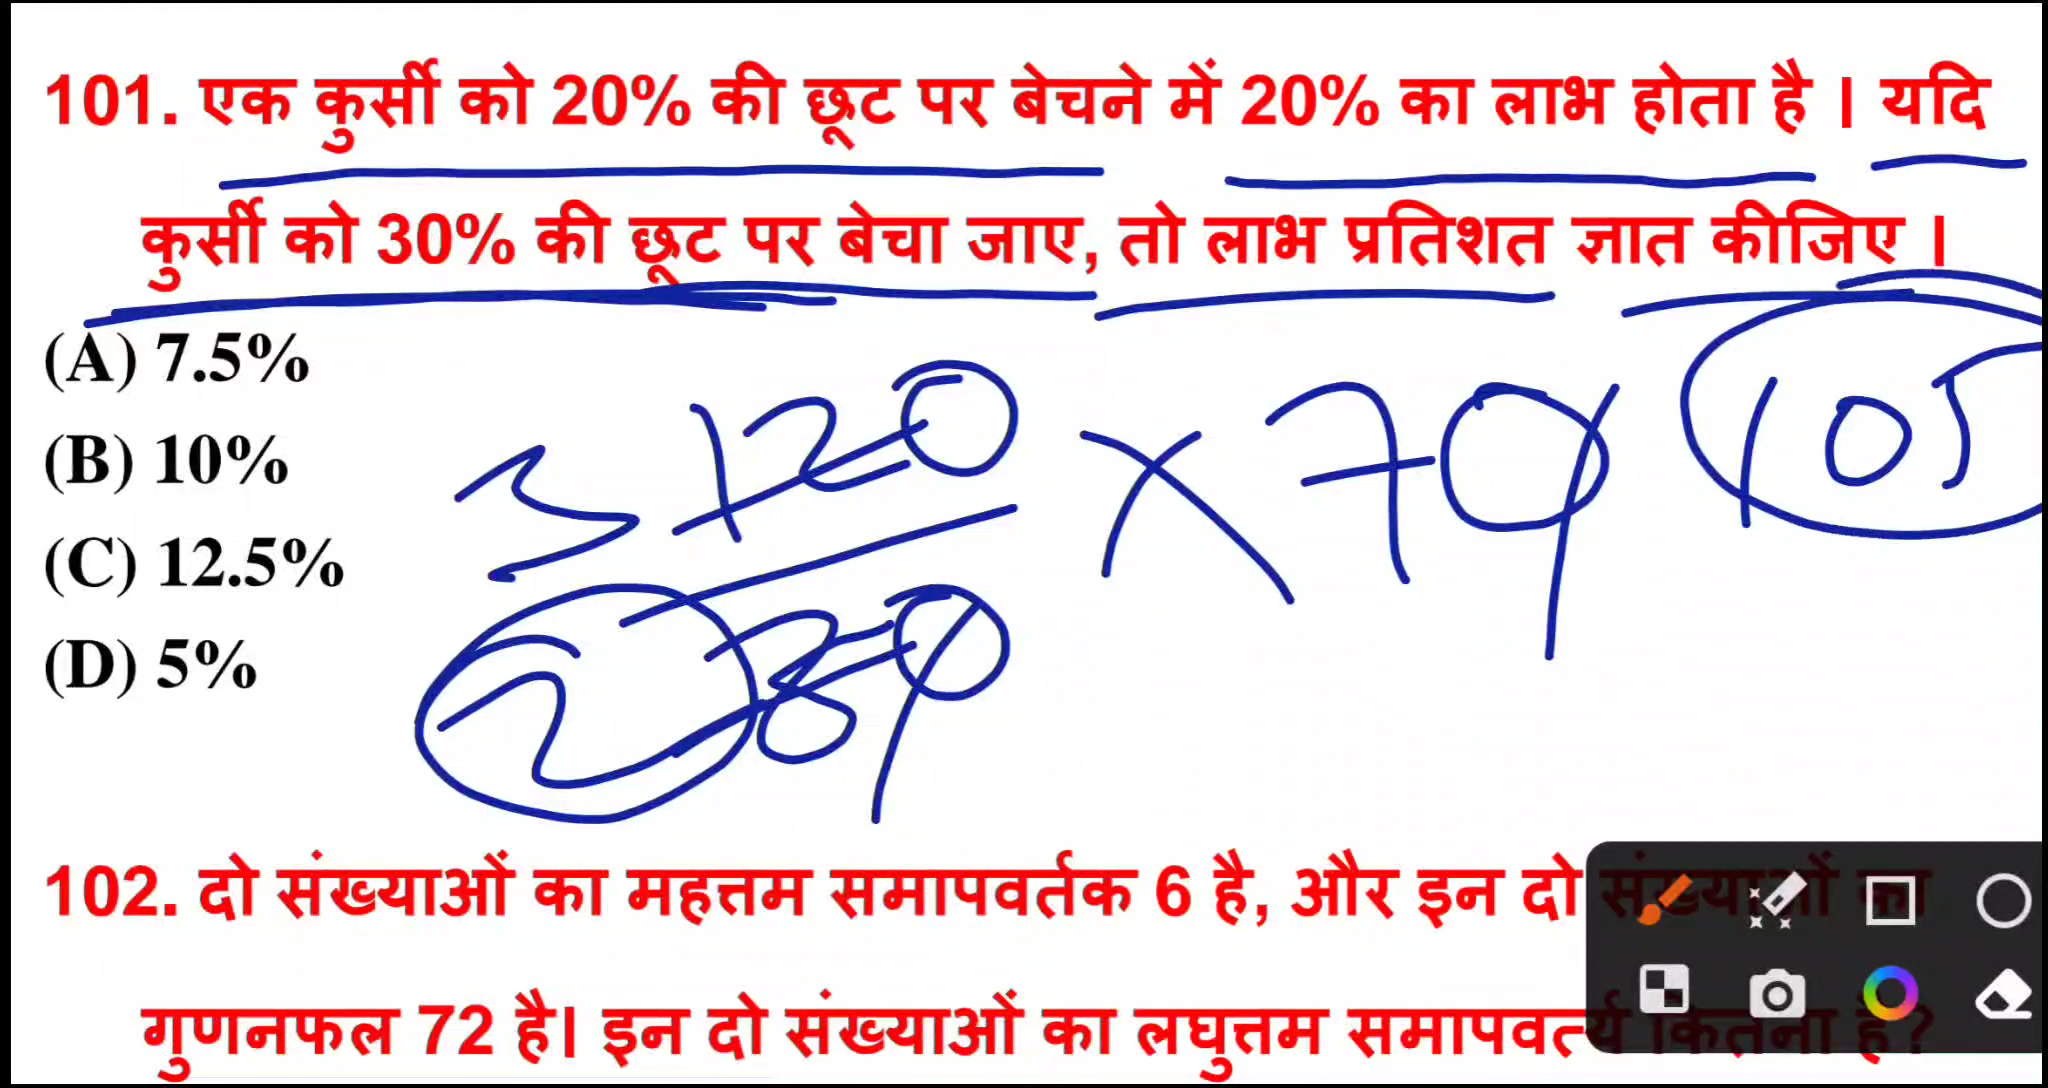 101. एक कुर्सी को 20% की छूट पर बेचने में 20% का लाभ होता है । यदि
कुर्सी को 30% की छूट पर बेचा जाए, तो लाभ प्रतिशत ज्ञात कीजिए ।
(A) 7.5%
(B) 10%
(C) 12.5%
(D) 5%
3 120 × 70 105
2 80
102. दो संख्याओं का महत्तम समापवर्तक 6 है, और इन दो संख्याओं का
गुणनफल 72 है। इन दो संख्याओं का लघुत्तम समापवर्त्य कितना है?